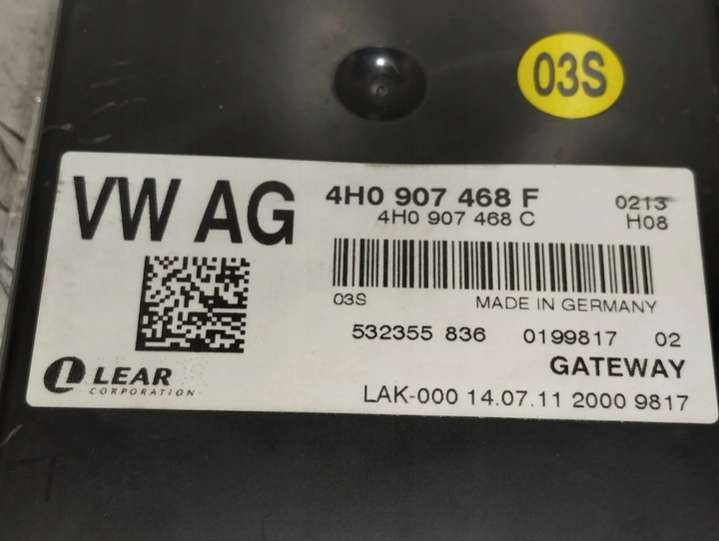 03S
VW AG
4H0 907 468 F
0213
4H0 907 468 C
H08
03S
MADE IN GERMANY
532355 836 0199817 02
GATEWAY
LEAR
CORPORATION
LAK-000 14.07.11 2000 9817